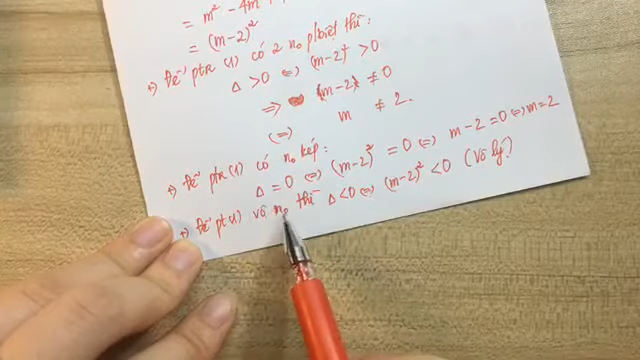 = m² - 4m +
= (m-2)²
+) Để ptr (1) có 2 n₀ pbiệt thì:
Δ > 0 ⇔ (m-2)² > 0
⇒ (m-2) ≠ 0
(=) m ≠ 2.
+) Để ptr (1) có n₀ kép:
Δ = 0 ⇔ (m-2)² = 0 ⇔ m - 2 = 0 ⇔ m = 2
+) Để pt (1) vô n₀ thì Δ < 0 ⇔ (m-2)² < 0 (Vô lý)